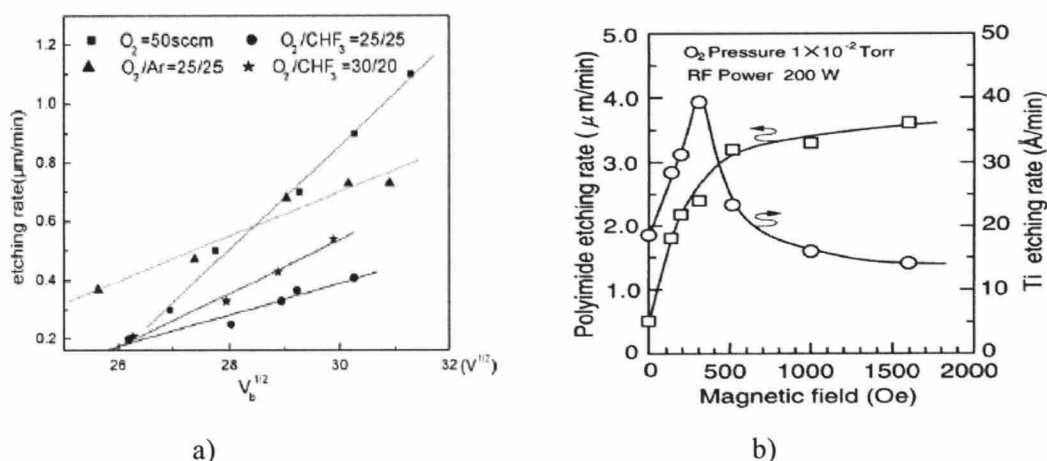 ■ O₂=50sccm ● O₂/CHF₃=25/25
▲ O₂/Ar=25/25 ★ O₂/CHF₃=30/20
etching rate(μm/min)
1.2
1.0
0.8
0.6
0.4
0.2
26 28 30 32 (V^1/2)
V_b^1/2
a)
b)
O₂ Pressure 1×10⁻² Torr
RF Power 200 W
Polyimide etching rate ( μm/min)
5.0
4.0
3.0
2.0
1.0
0
Ti etching rate (Å/min)
50
40
30
20
10
0
0 500 1000 1500 2000
Magnetic field (Oe)